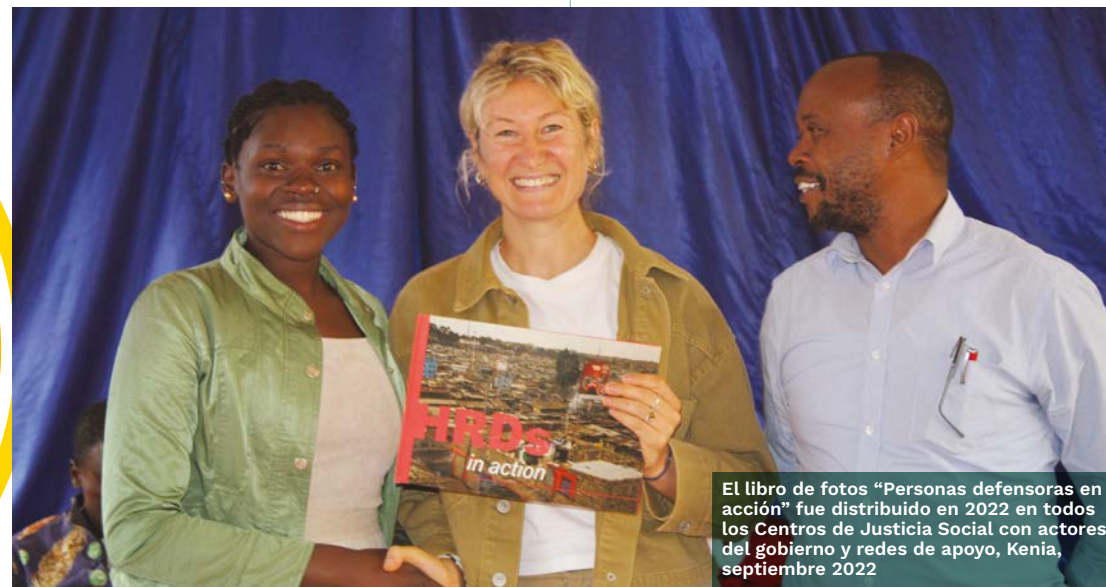 HRDs
in action
El libro de fotos “Personas defensoras en
acción” fue distribuido en 2022 en todos
los Centros de Justicia Social con actores
del gobierno y redes de apoyo, Kenia,
septiembre 2022